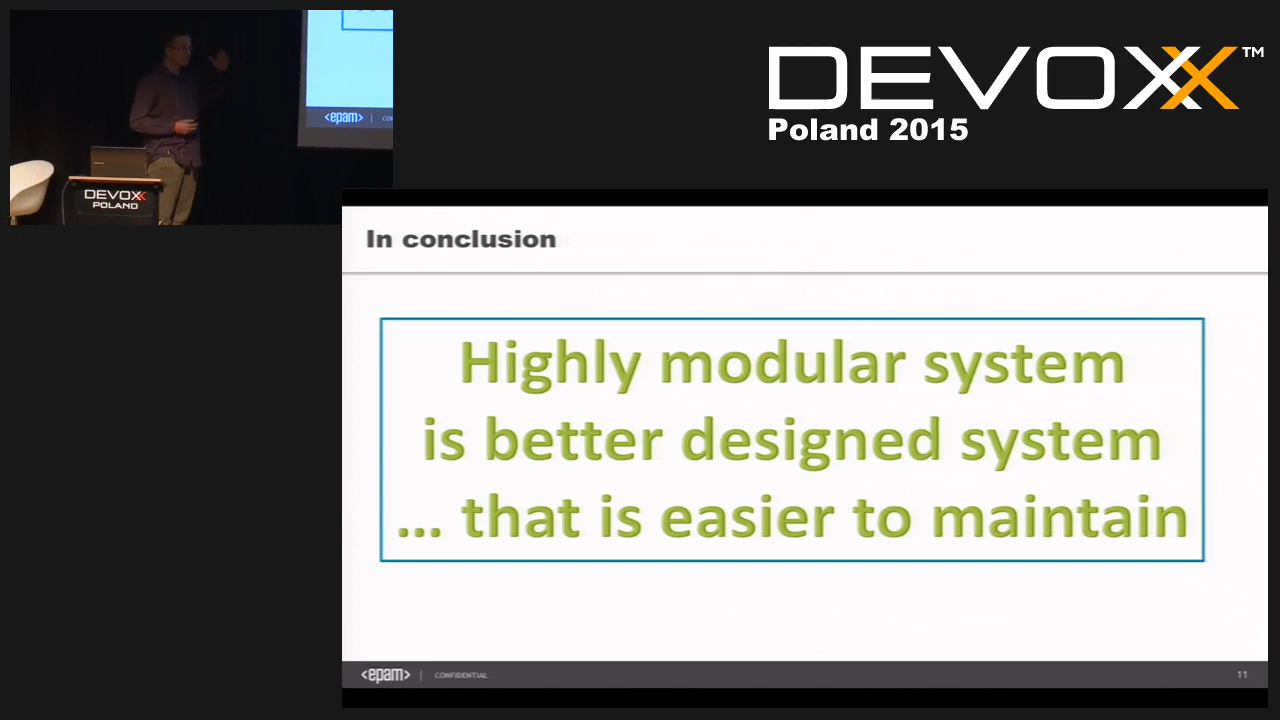 <epam>
DEVOXX
POLAND
DEVOXX™
Poland 2015
In conclusion
Highly modular system
is better designed system
... that is easier to maintain
<epam> | CONFIDENTIAL
11